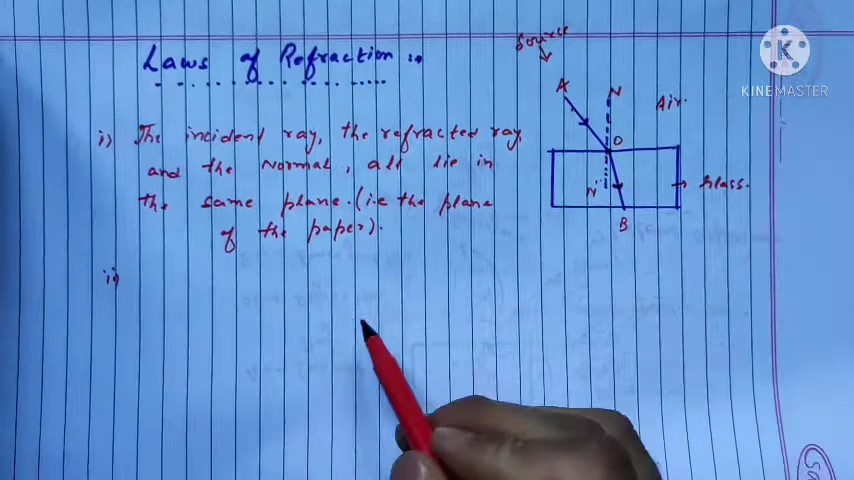 Laws of Refraction :-
i) The incident ray, the refracted ray,
and the Normal, all lie in
the same plane. (i.e the plane
of the paper).
ii)
Source
A
N
Air.
O
N'
Glass.
B
K
KINEMASTER